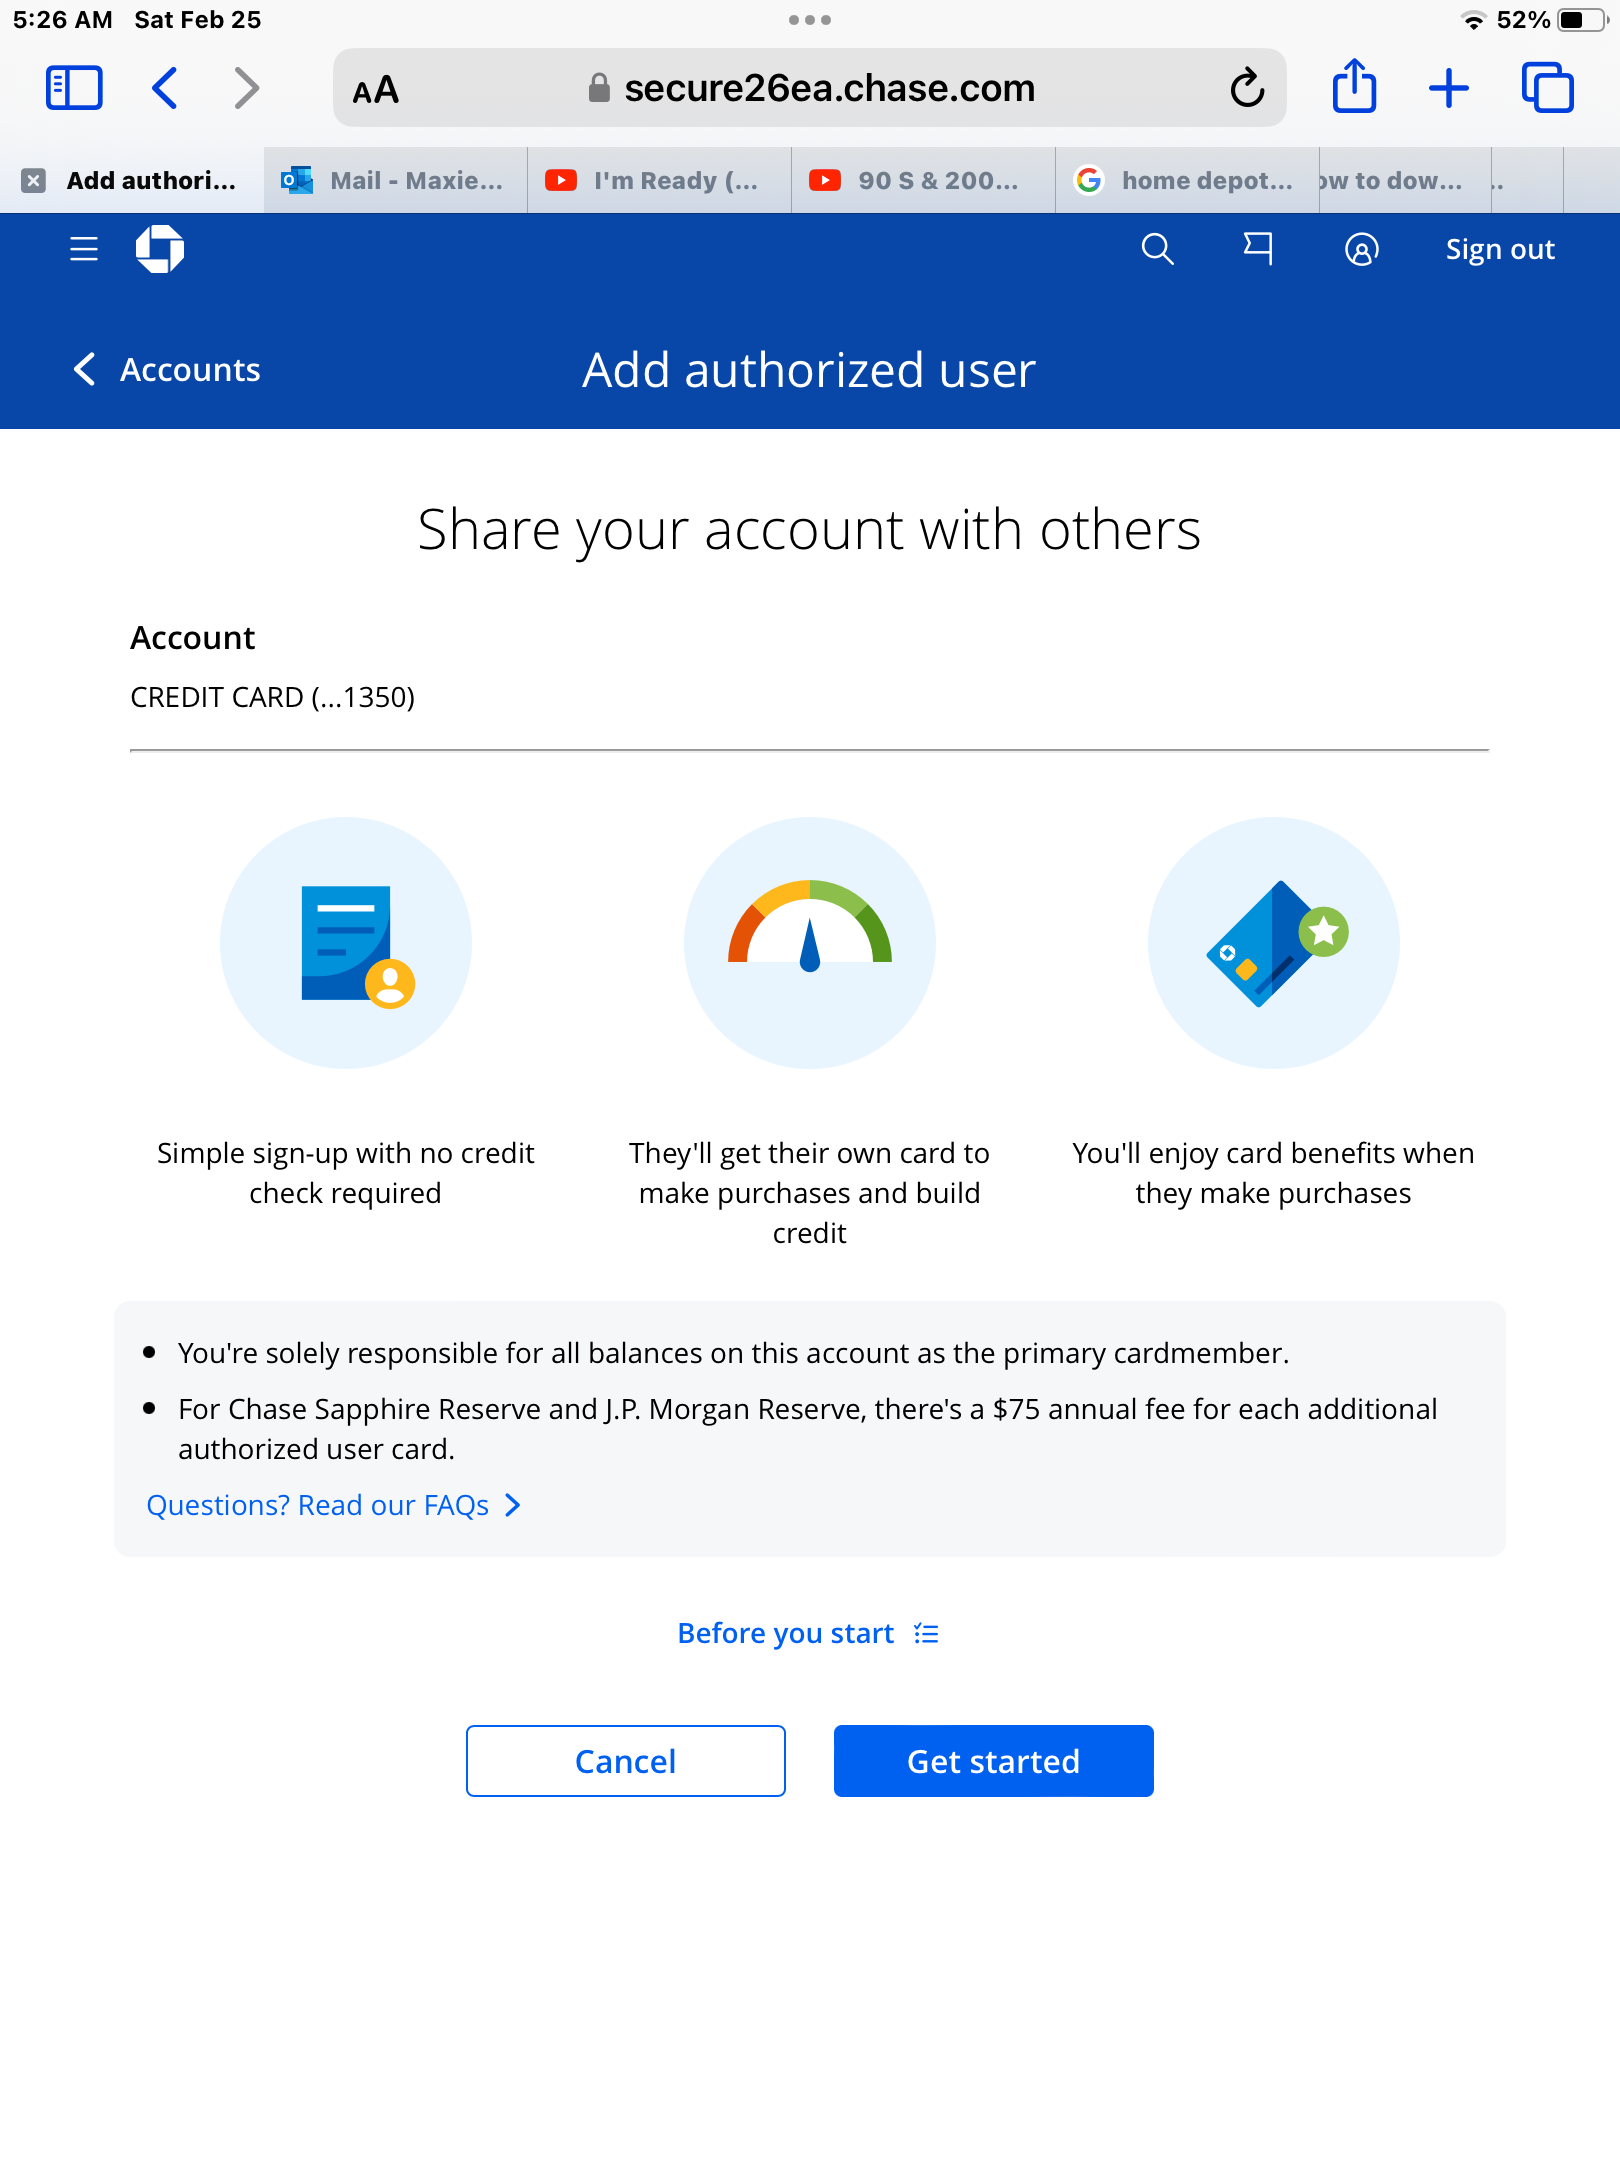 5:26 AM Sat Feb 25 52%
AA secure26ea.chase.com
Add authori... Mail - Maxie... I'm Ready (... 90 S & 200... home depot... ow to dow... ..
Sign out
Accounts Add authorized user
Share your account with others
Account
CREDIT CARD (...1350)
Simple sign-up with no credit
check required
They'll get their own card to
make purchases and build
credit
You'll enjoy card benefits when
they make purchases
You're solely responsible for all balances on this account as the primary cardmember.
For Chase Sapphire Reserve and J.P. Morgan Reserve, there's a $75 annual fee for each additional
authorized user card.
Questions? Read our FAQs
Before you start
Cancel Get started